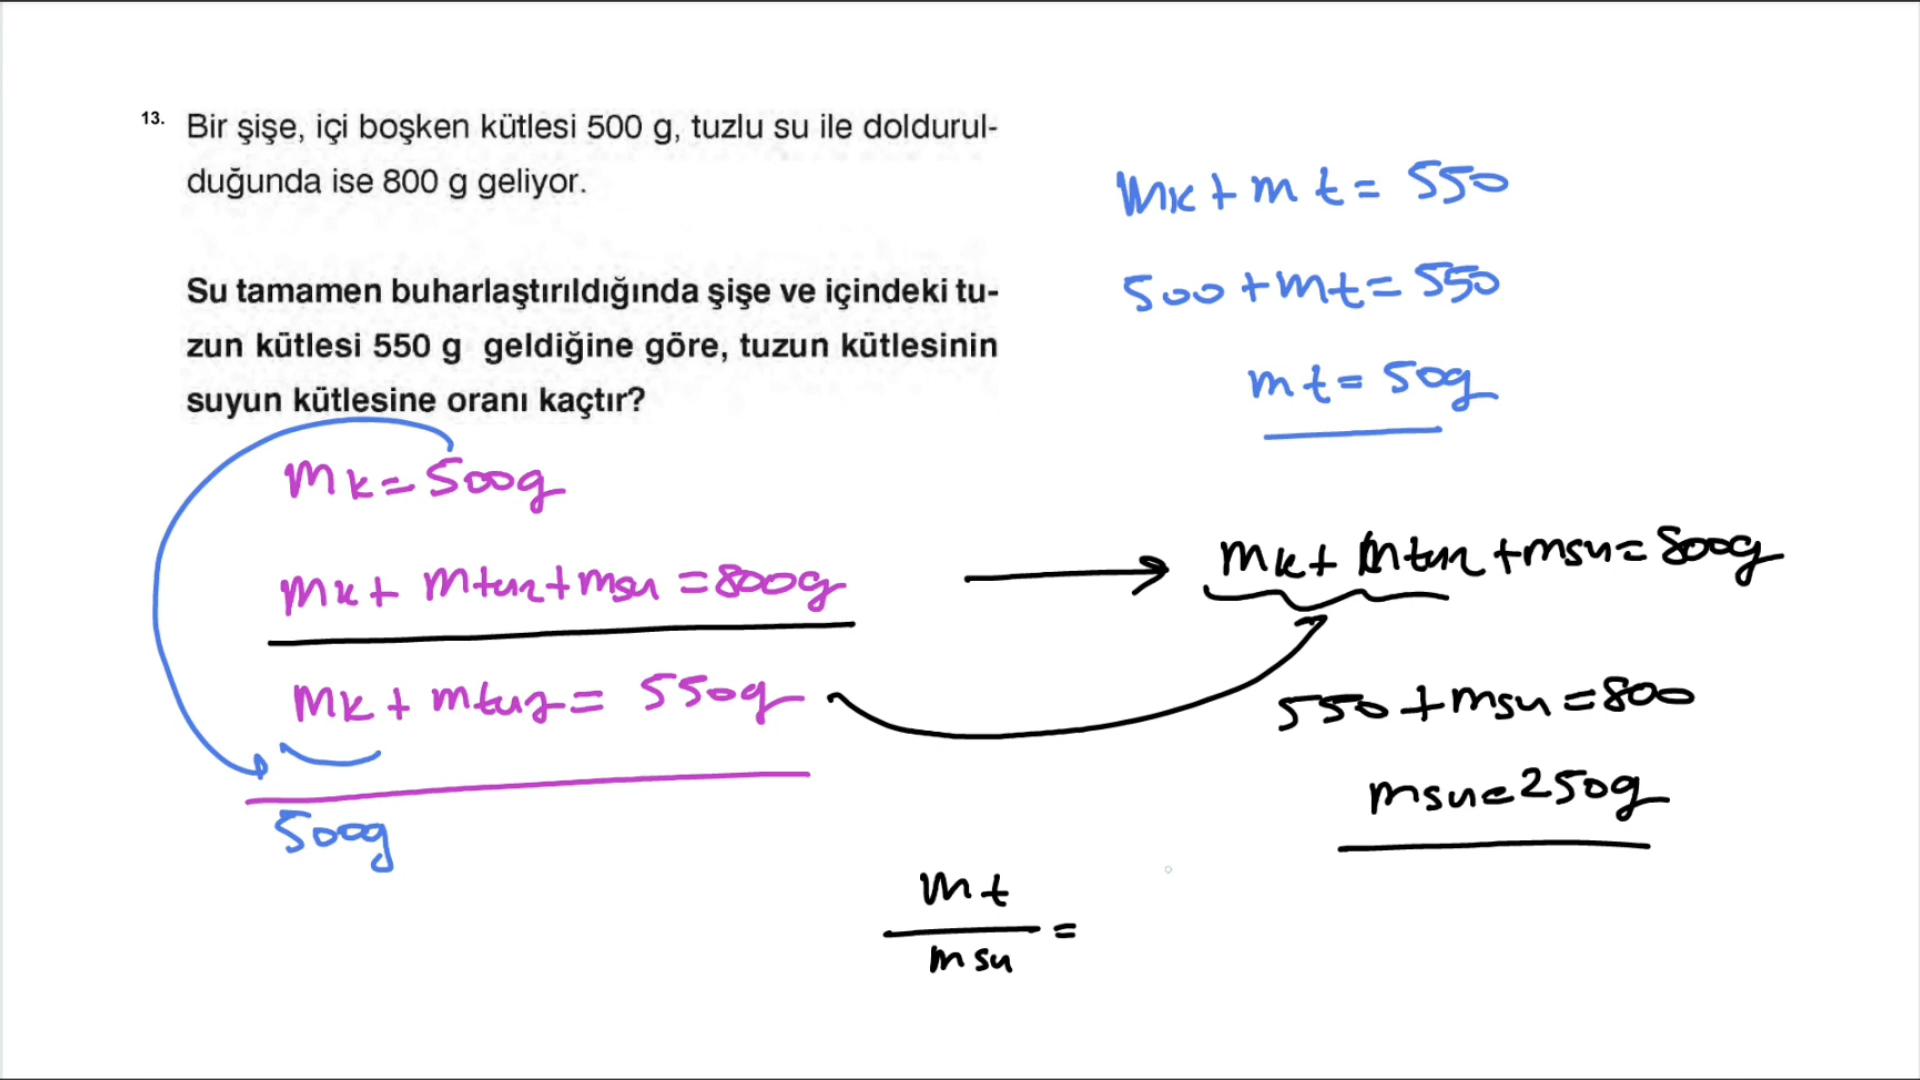 13. Bir şişe, içi boşken kütlesi 500 g, tuzlu su ile doldurul-
duğunda ise 800 g geliyor.
Su tamamen buharlaştırıldığında şişe ve içindeki tu-
zun kütlesi 550 g geldiğine göre, tuzun kütlesinin
suyun kütlesine oranı kaçtır?
mk=500g
mk+ mtuz+msu =800g
mk + mtuz= 550g
500g
mk+mt= 550
500+mt=550
mt=50g
mk+ mtuz+msu=800g
550+msu=800
msu=250g
mt
msu =